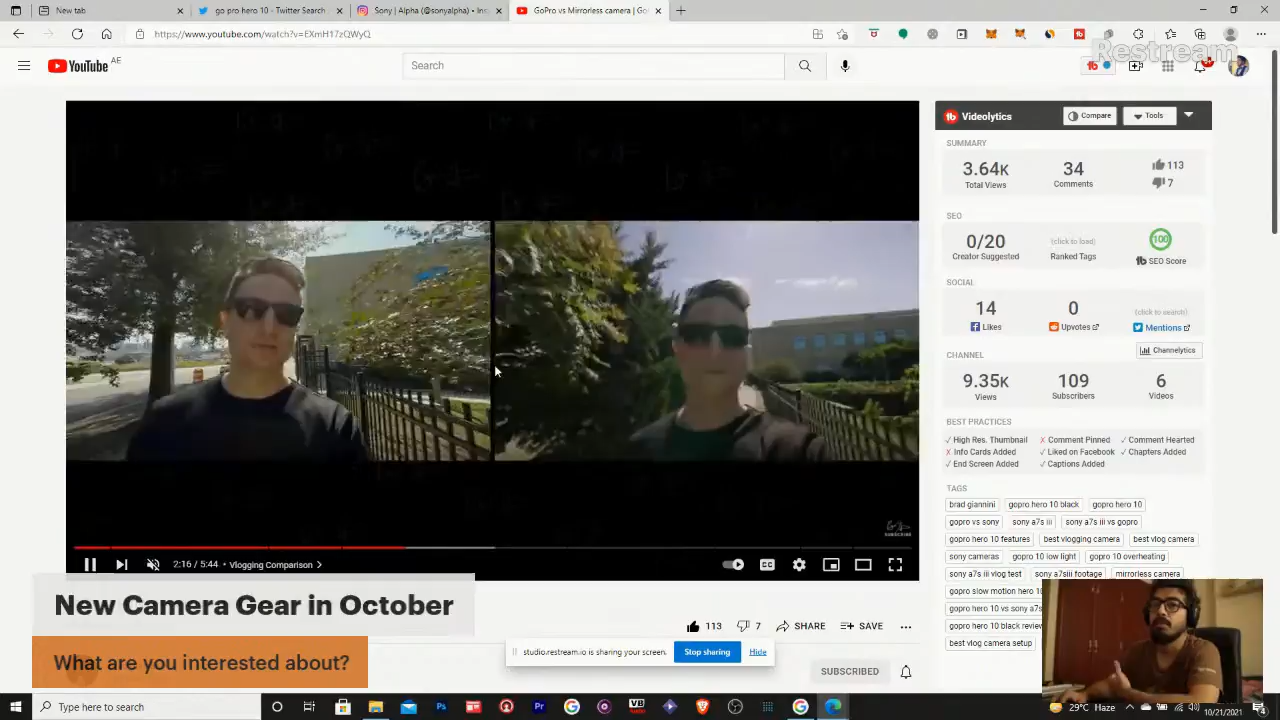 New tab
Sony Alpha (@sonyalpha) • Inst
GoPro vs Mirrorless camera | Go
https://www.youtube.com/watch?v=EXmH17zQWyQ
Restream
YouTube AE
Search
Videolytics
Compare
Tools
SUMMARY
3.64K
Total Views
34
Comments
113
7
SEO
0/20
Creator Suggested
(click to load)
Ranked Tags
100
SEO Score
SOCIAL
14
Likes
0
Upvotes
(click to search)
Mentions
Channelytics
CHANNEL
9.35K
Views
109
Subscribers
6
Videos
BEST PRACTICES
✓ High Res. Thumbnail ✗ Comment Pinned ✓ Comment Hearted
✗ Info Cards Added ✓ Liked on Facebook ✓ Chapters Added
✓ End Screen Added ✓ Captions Added
TAGS
brad giannini gopro hero 10 black gopro hero 10
gopro vs sony sony a7s iii sony a7s iii vs gopro
gopro hero 10 features best vlogging camera best vlog camera
sony cameras gopro 10 low light gopro 10 overheating
sony a7s iii vlog test sony a7siii footage mirrorless camera
gopro slow motion hero 10
gopro hero 10 vs sony a7s
gopro hero 10 black review
best vlog camera setup
2:16 / 5:44 • Vlogging Comparison >
CC
New Camera Gear in October
What are you interested about?
113
7
SHARE
SAVE
studio.restream.io is sharing your screen.
Stop sharing
Hide
SUBSCRIBED
Type here to search
10/21/2021